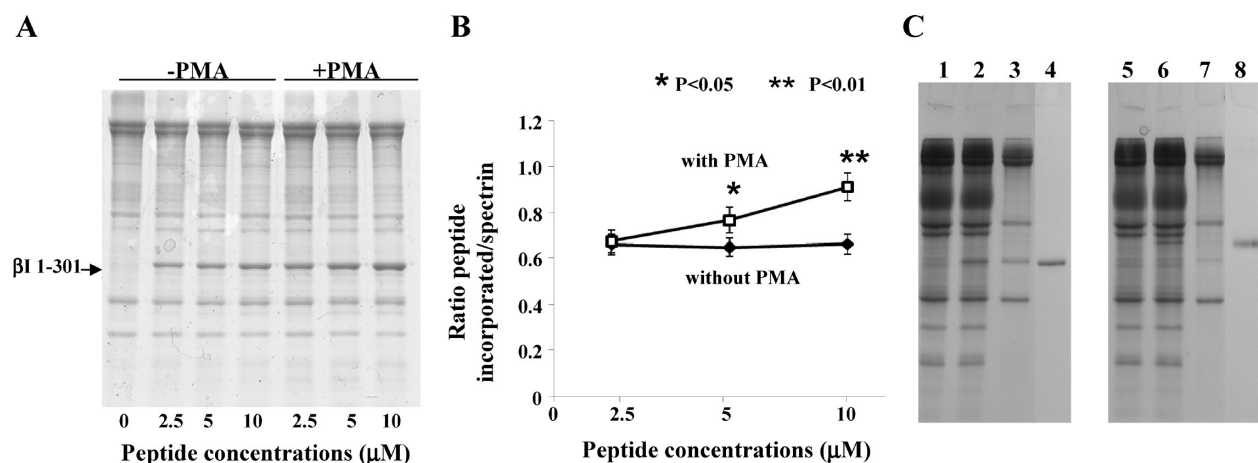 A
-PMA +PMA
βI 1-301
0 2.5 5 10 2.5 5 10
Peptide concentrations (μM)
B
* P<0.05 ** P<0.01
1.2
1.0
0.8
0.6
0.4
0.2
0
with PMA
*
**
without PMA
Ratio peptide
incorporated/spectrin
0 2.5 5 10
Peptide concentrations (μM)
C
1 2 3 4 5 6 7 8